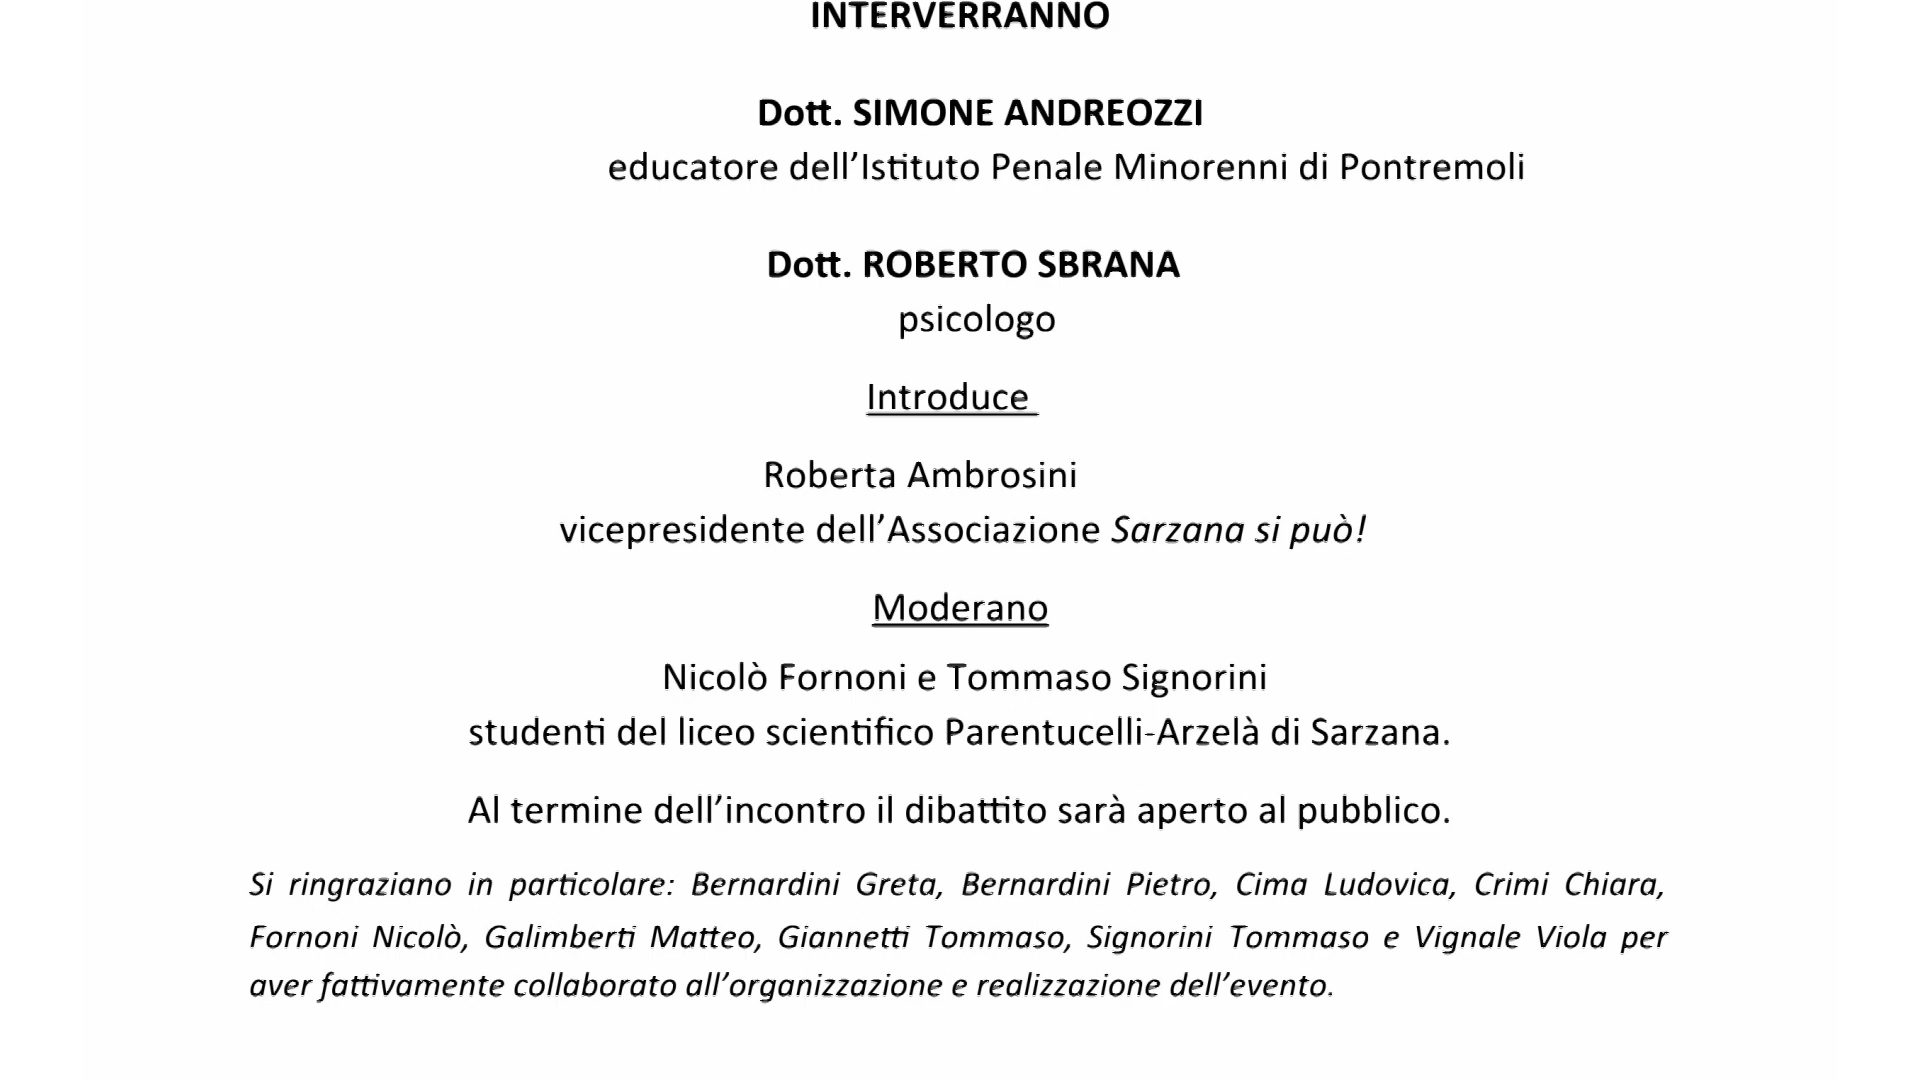 INTERVERRANNO
Dott. SIMONE ANDREOZZI
educatore dell’Istituto Penale Minorenni di Pontremoli
Dott. ROBERTO SBRANA
psicologo
Introduce
Roberta Ambrosini
vicepresidente dell’Associazione Sarzana si può!
Moderano
Nicolò Fornoni e Tommaso Signorini
studenti del liceo scientifico Parentucelli-Arzelà di Sarzana.
Al termine dell’incontro il dibattito sarà aperto al pubblico.
Si ringraziano in particolare: Bernardini Greta, Bernardini Pietro, Cima Ludovica, Crimi Chiara,
Fornoni Nicolò, Galimberti Matteo, Giannetti Tommaso, Signorini Tommaso e Vignale Viola per
aver fattivamente collaborato all’organizzazione e realizzazione dell’evento.